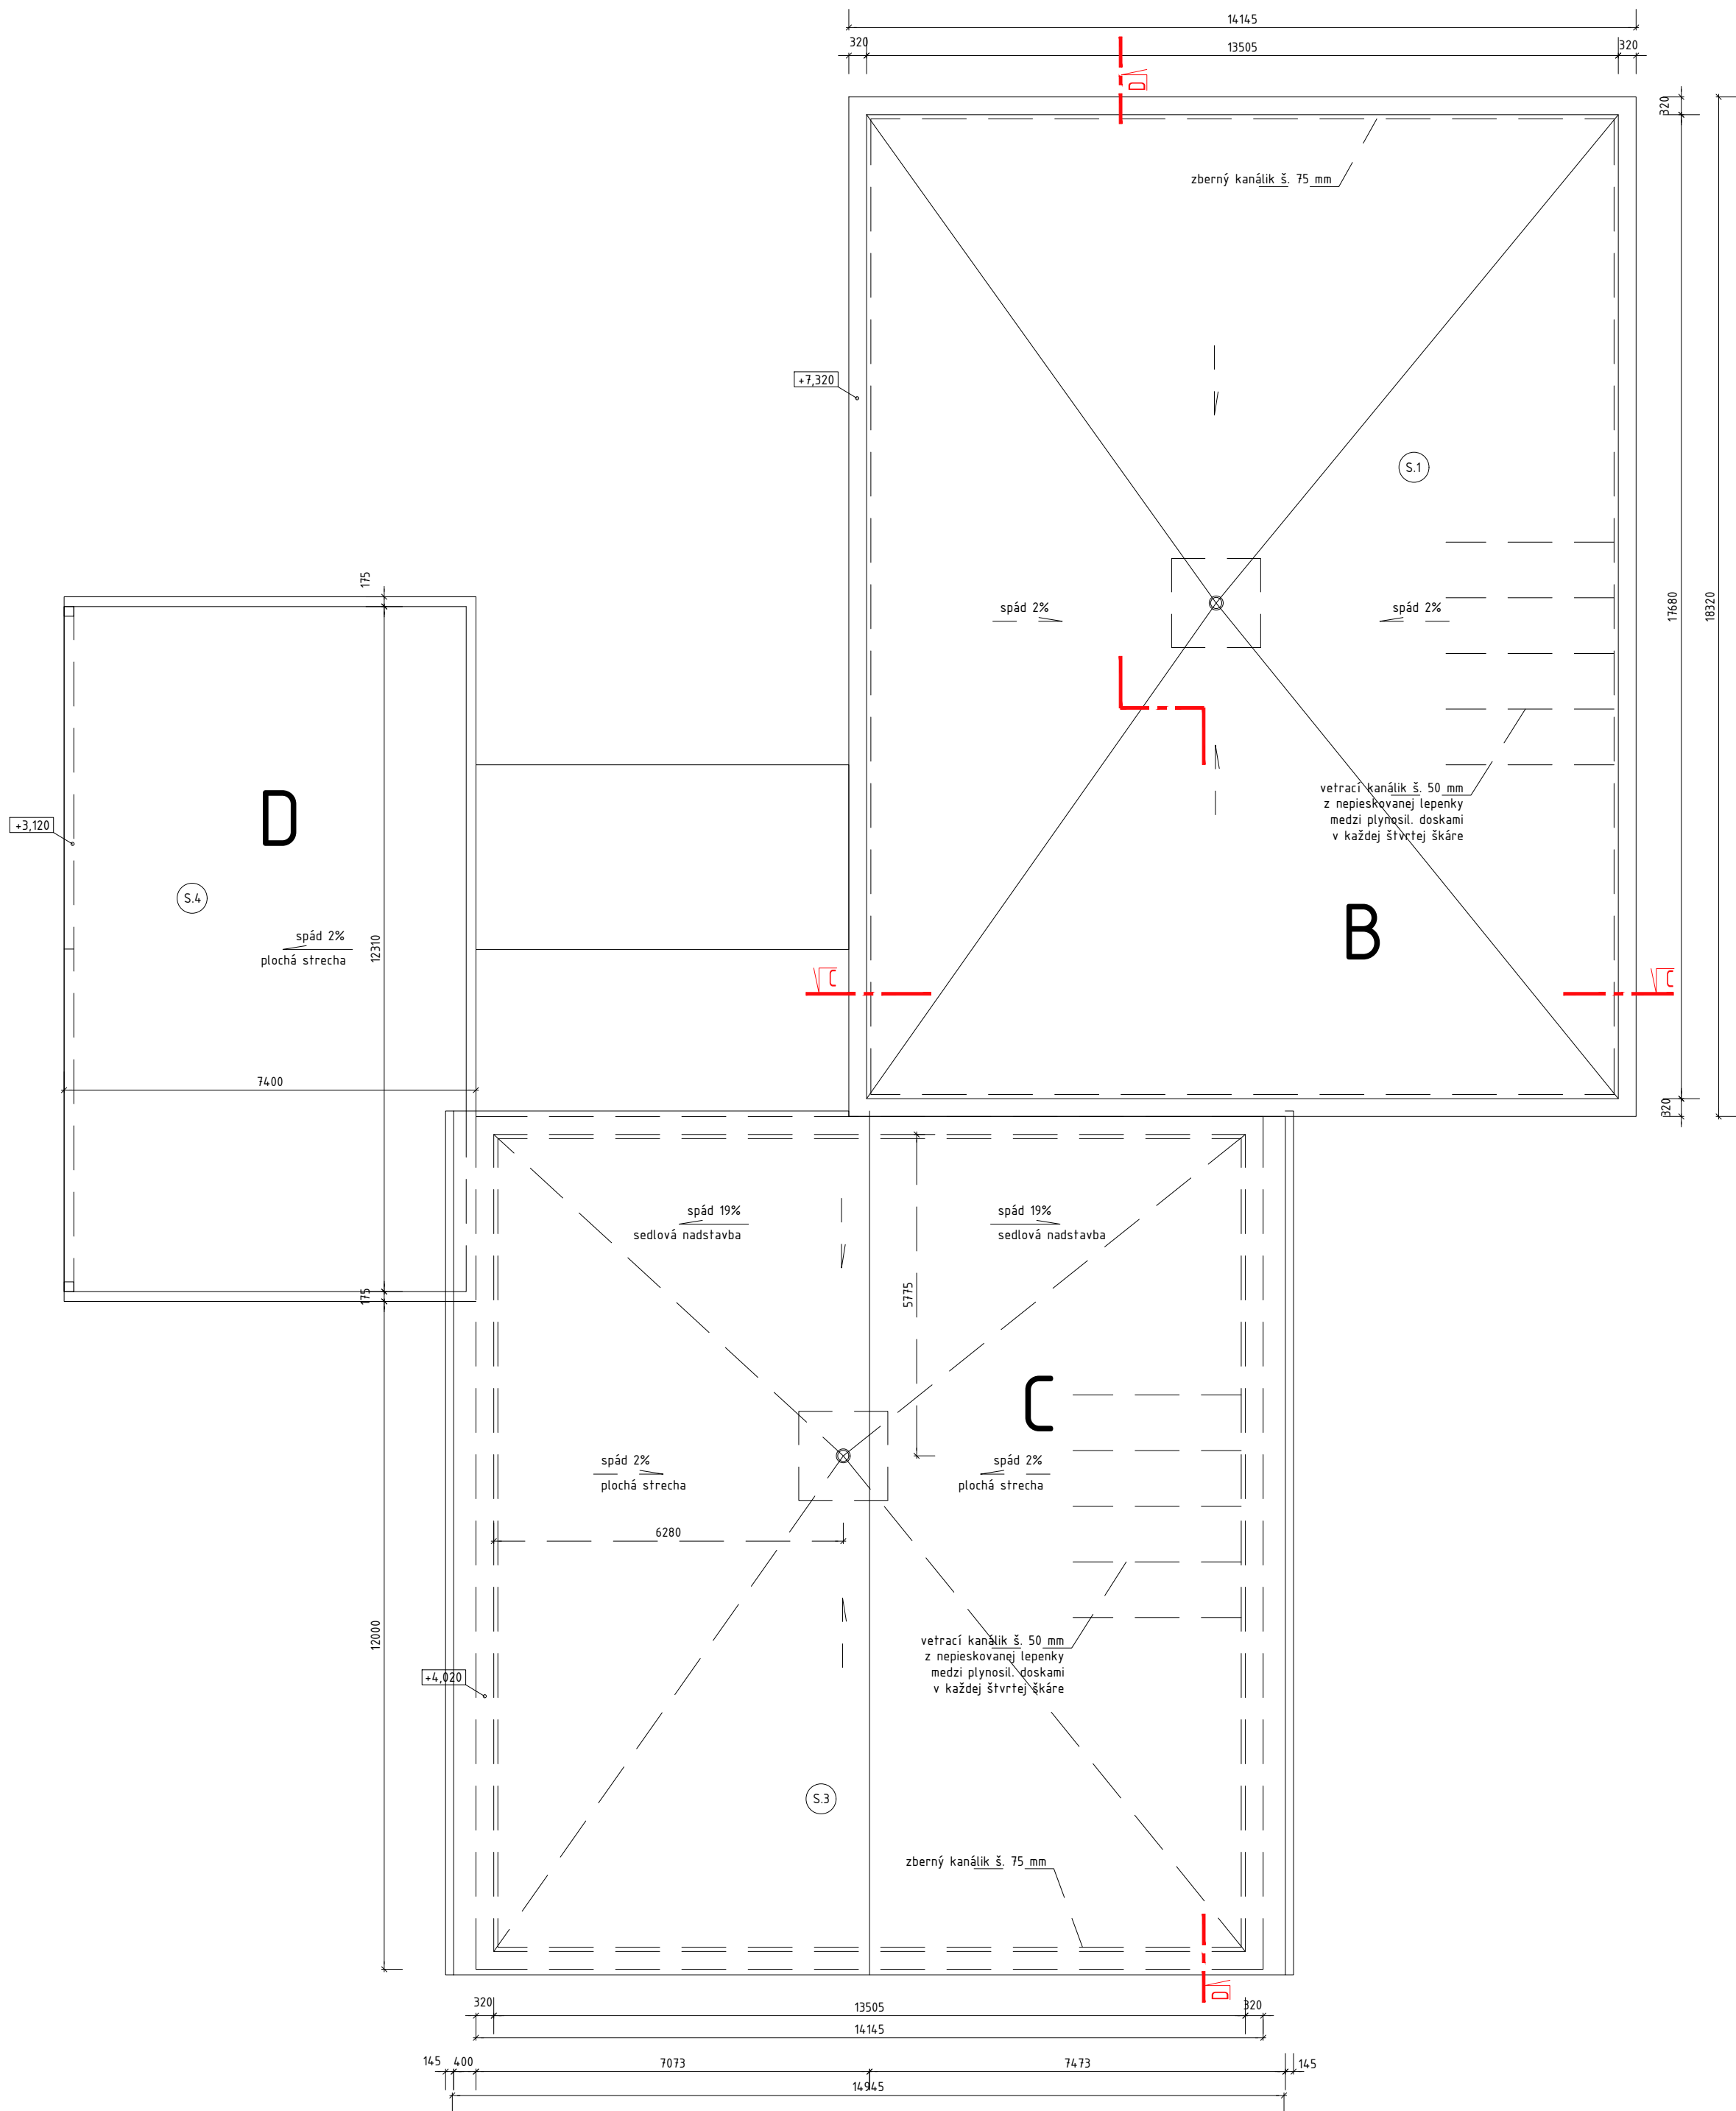 14145
320
13505
320
D
320
zberný kanálik š. 75 mm
+7,320
S.1
175
spád 2%
spád 2%
17680
18320
vetrací kanálik š. 50 mm
z nepieskovanej lepenky
medzi plynosil. doskami
v každej štvrtej škáre
D
+3,120
S.4
spád 2%
plochá strecha
12310
B
C
C
7400
320
spád 19%
sedlová nadstavba
spád 19%
sedlová nadstavba
175
5775
C
spád 2%
plochá strecha
spád 2%
plochá strecha
6280
12000
vetrací kanálik š. 50 mm
z nepieskovanej lepenky
medzi plynosil. doskami
v každej štvrtej škáre
+4,020
S.3
zberný kanálik š. 75 mm
D
320
13505
320
14145
145
400
7073
7473
145
14945